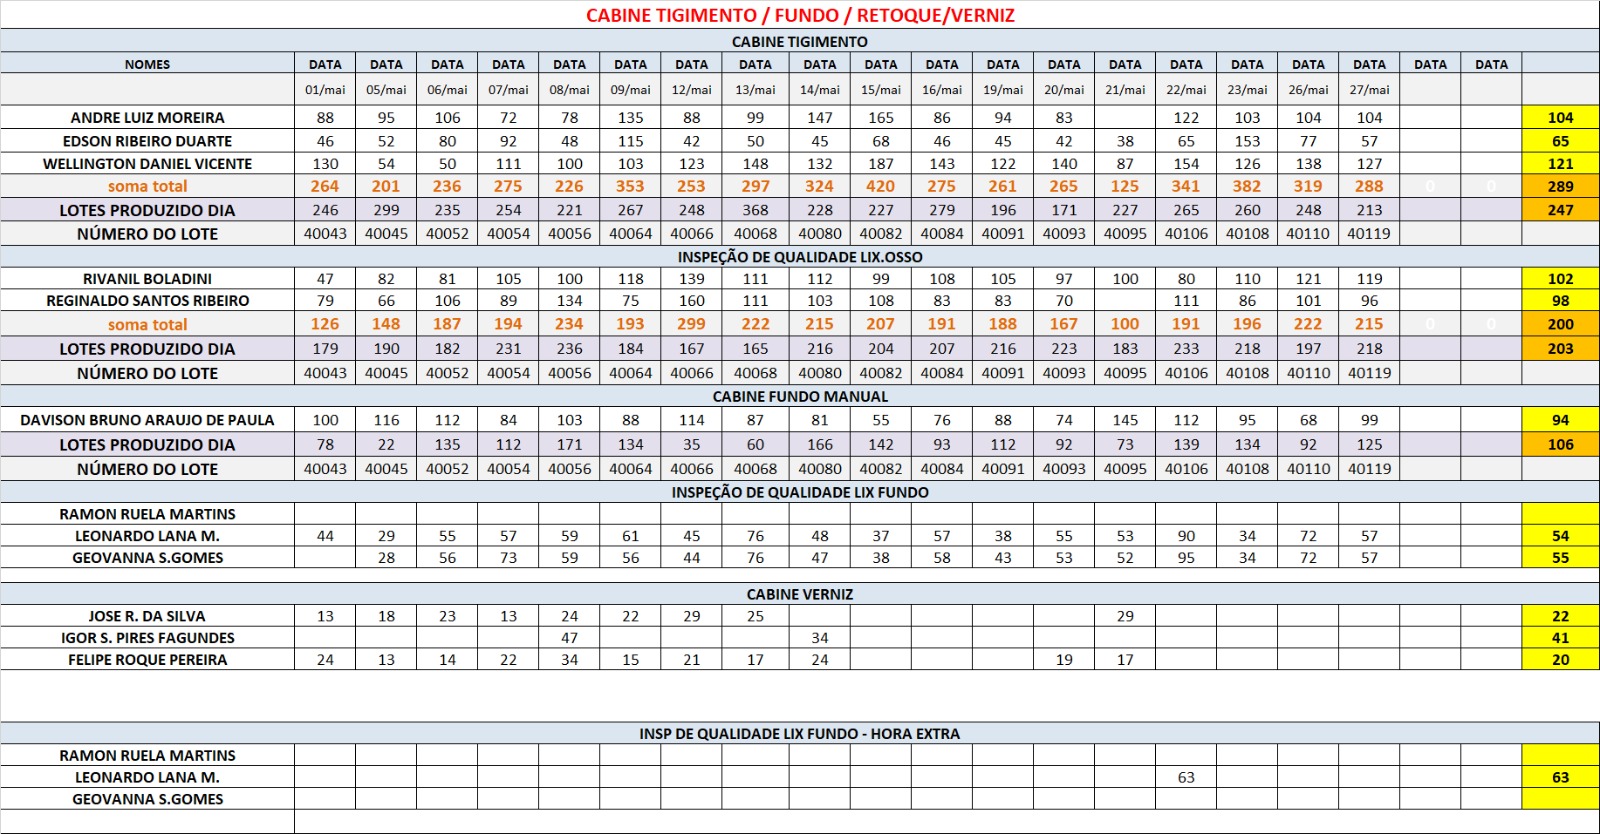 CABINE TIGIMENTO / FUNDO / RETOQUE/VERNIZ
CABINE TIGIMENTO
NOMES DATA DATA DATA DATA DATA DATA DATA DATA DATA DATA DATA DATA DATA DATA DATA DATA DATA DATA DATA DATA
01/mai 05/mai 06/mai 07/mai 08/mai 09/mai 12/mai 13/mai 14/mai 15/mai 16/mai 19/mai 20/mai 21/mai 22/mai 23/mai 26/mai 27/mai
ANDRE LUIZ MOREIRA 88 95 106 72 78 135 88 99 147 165 86 94 83 122 103 104 104 104
EDSON RIBEIRO DUARTE 46 52 80 92 48 115 42 50 45 68 46 45 42 38 65 153 77 57 65
WELLINGTON DANIEL VICENTE 130 54 50 111 100 103 123 148 132 187 143 122 140 87 154 126 138 127 121
soma total 264 201 236 275 226 353 253 297 324 420 275 261 265 125 341 382 319 288 0 0 289
LOTES PRODUZIDO DIA 246 299 235 254 221 267 248 368 228 227 279 196 171 227 265 260 248 213 247
NÚMERO DO LOTE 40043 40045 40052 40054 40056 40064 40066 40068 40080 40082 40084 40091 40093 40095 40106 40108 40110 40119
INSPEÇÃO DE QUALIDADE LIX.OSSO
RIVANIL BOLADINI 47 82 81 105 100 118 139 111 112 99 108 105 97 100 80 110 121 119 102
REGINALDO SANTOS RIBEIRO 79 66 106 89 134 75 160 111 103 108 83 83 70 111 86 101 96 98
soma total 126 148 187 194 234 193 299 222 215 207 191 188 167 100 191 196 222 215 0 0 200
LOTES PRODUZIDO DIA 179 190 182 231 236 184 167 165 216 204 207 216 223 183 233 218 197 218 203
NÚMERO DO LOTE 40043 40045 40052 40054 40056 40064 40066 40068 40080 40082 40084 40091 40093 40095 40106 40108 40110 40119
CABINE FUNDO MANUAL
DAVISON BRUNO ARAUJO DE PAULA 100 116 112 84 103 88 114 87 81 55 76 88 74 145 112 95 68 99 94
LOTES PRODUZIDO DIA 78 22 135 112 171 134 35 60 166 142 93 112 92 73 139 134 92 125 106
NÚMERO DO LOTE 40043 40045 40052 40054 40056 40064 40066 40068 40080 40082 40084 40091 40093 40095 40106 40108 40110 40119
INSPEÇÃO DE QUALIDADE LIX FUNDO
RAMON RUELA MARTINS
LEONARDO LANA M. 44 29 55 57 59 61 45 76 48 37 57 38 55 53 90 34 72 57 54
GEOVANNA S.GOMES 28 56 73 59 56 44 76 47 38 58 43 53 52 95 34 72 57 55
CABINE VERNIZ
JOSE R. DA SILVA 13 18 23 13 24 22 29 25 29 22
IGOR S. PIRES FAGUNDES 47 34 41
FELIPE ROQUE PEREIRA 24 13 14 22 34 15 21 17 24 19 17 20
INSP DE QUALIDADE LIX FUNDO - HORA EXTRA
RAMON RUELA MARTINS
LEONARDO LANA M. 63 63
GEOVANNA S.GOMES